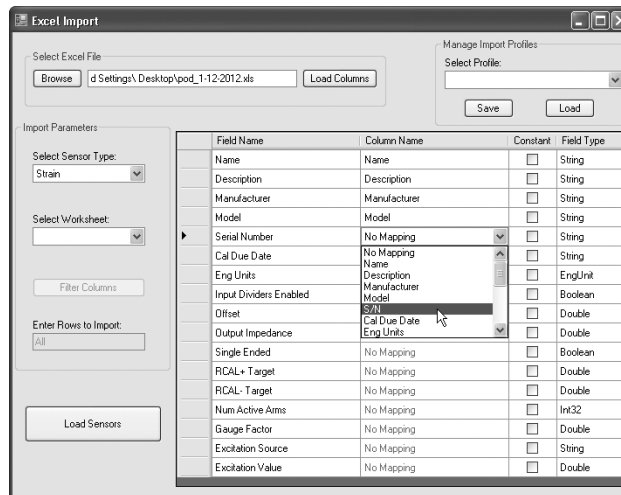 Excel Import
Manage Import Profiles
Select Excel File
Select Profile:
Browse d Settings\ Desktop\pod_1-12-2012.xls Load Columns
Save Load
Import Parameters
Field Name Column Name Constant Field Type
Select Sensor Type:
Name Name String
Strain
Description Description String
Manufacturer Manufacturer String
Select Worksheet:
Model Model String
Serial Number No Mapping String
Cal Due Date String
Eng Units EngUnit
Input Dividers Enabled Boolean
Offset Double
Output Impedance Double
No Mapping
Name
Description
Manufacturer
Model
S/N
Cal Due Date
Eng Units
Filter Columns
Enter Rows to Import:
All
Single Ended No Mapping Boolean
RCAL+ Target No Mapping Double
RCAL- Target No Mapping Double
Num Active Arms No Mapping Int32
Load Sensors
Gauge Factor No Mapping Double
Excitation Source No Mapping String
Excitation Value No Mapping Double